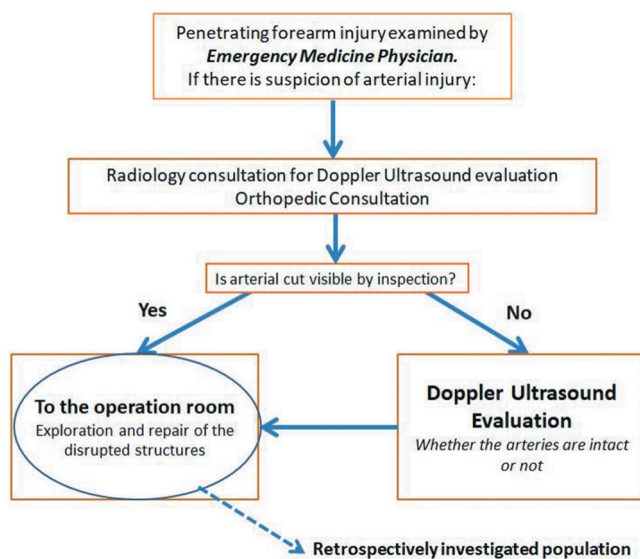 Penetrating forearm injury examined by
Emergency Medicine Physician.
If there is suspicion of arterial injury:
Radiology consultation for Doppler Ultrasound evaluation
Orthopedic Consultation
Is arterial cut visible by inspection?
Yes
No
To the operation room
Exploration and repair of the
disrupted structures
Doppler Ultrasound
Evaluation
Whether the arteries are intact
or not
Retrospectively investigated population